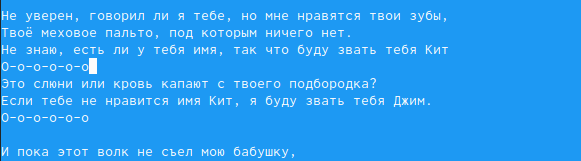 Не уверен, говорил ли я тебе, но мне нравятся твои зубы,
Твоё меховое пальто, под которым ничего нет.
Не знаю, есть ли у тебя имя, так что буду звать тебя Кит
О-о-о-о-о-о
Это слюни или кровь капают с твоего подбородка?
Если тебе не нравится имя Кит, я буду звать тебя Джим.
О-о-о-о-о-о
И пока этот волк не съел мою бабушку,